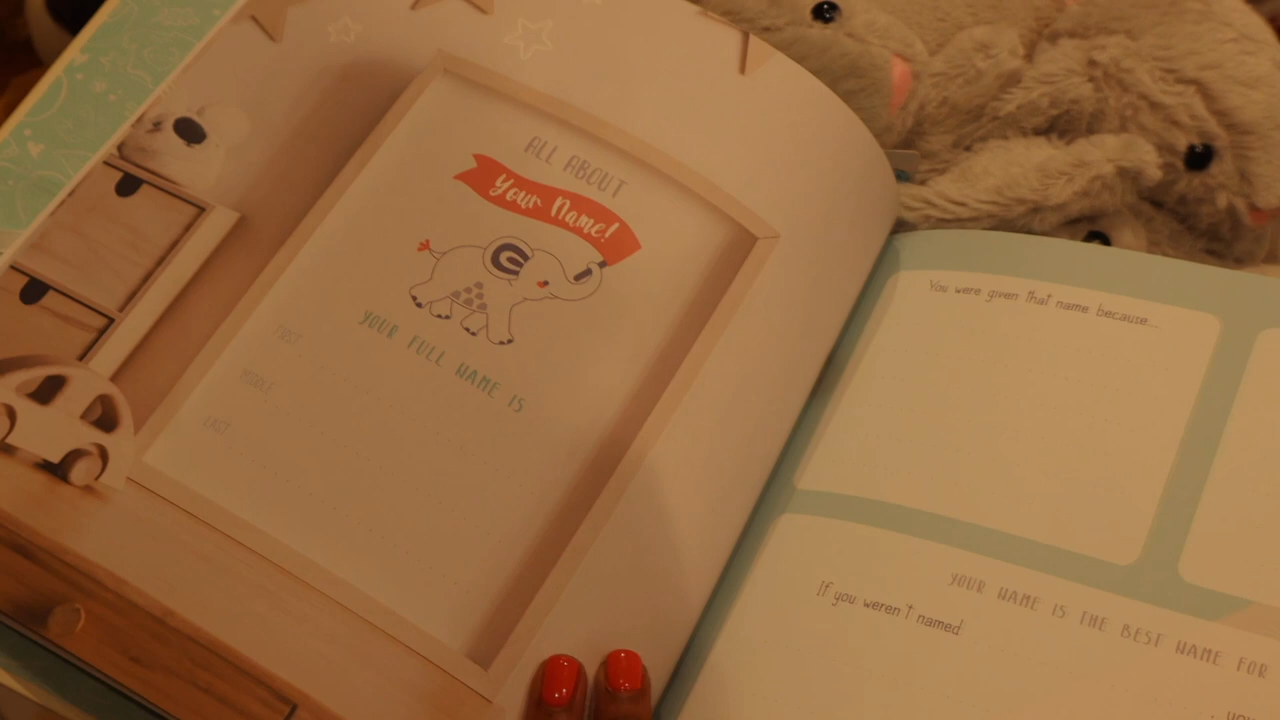 ALL ABOUT
Your Name!
YOUR FULL NAME IS
FIRST
MIDDLE
LAST
You were given that name because...
YOUR NAME IS THE BEST NAME FOR
If you weren't named